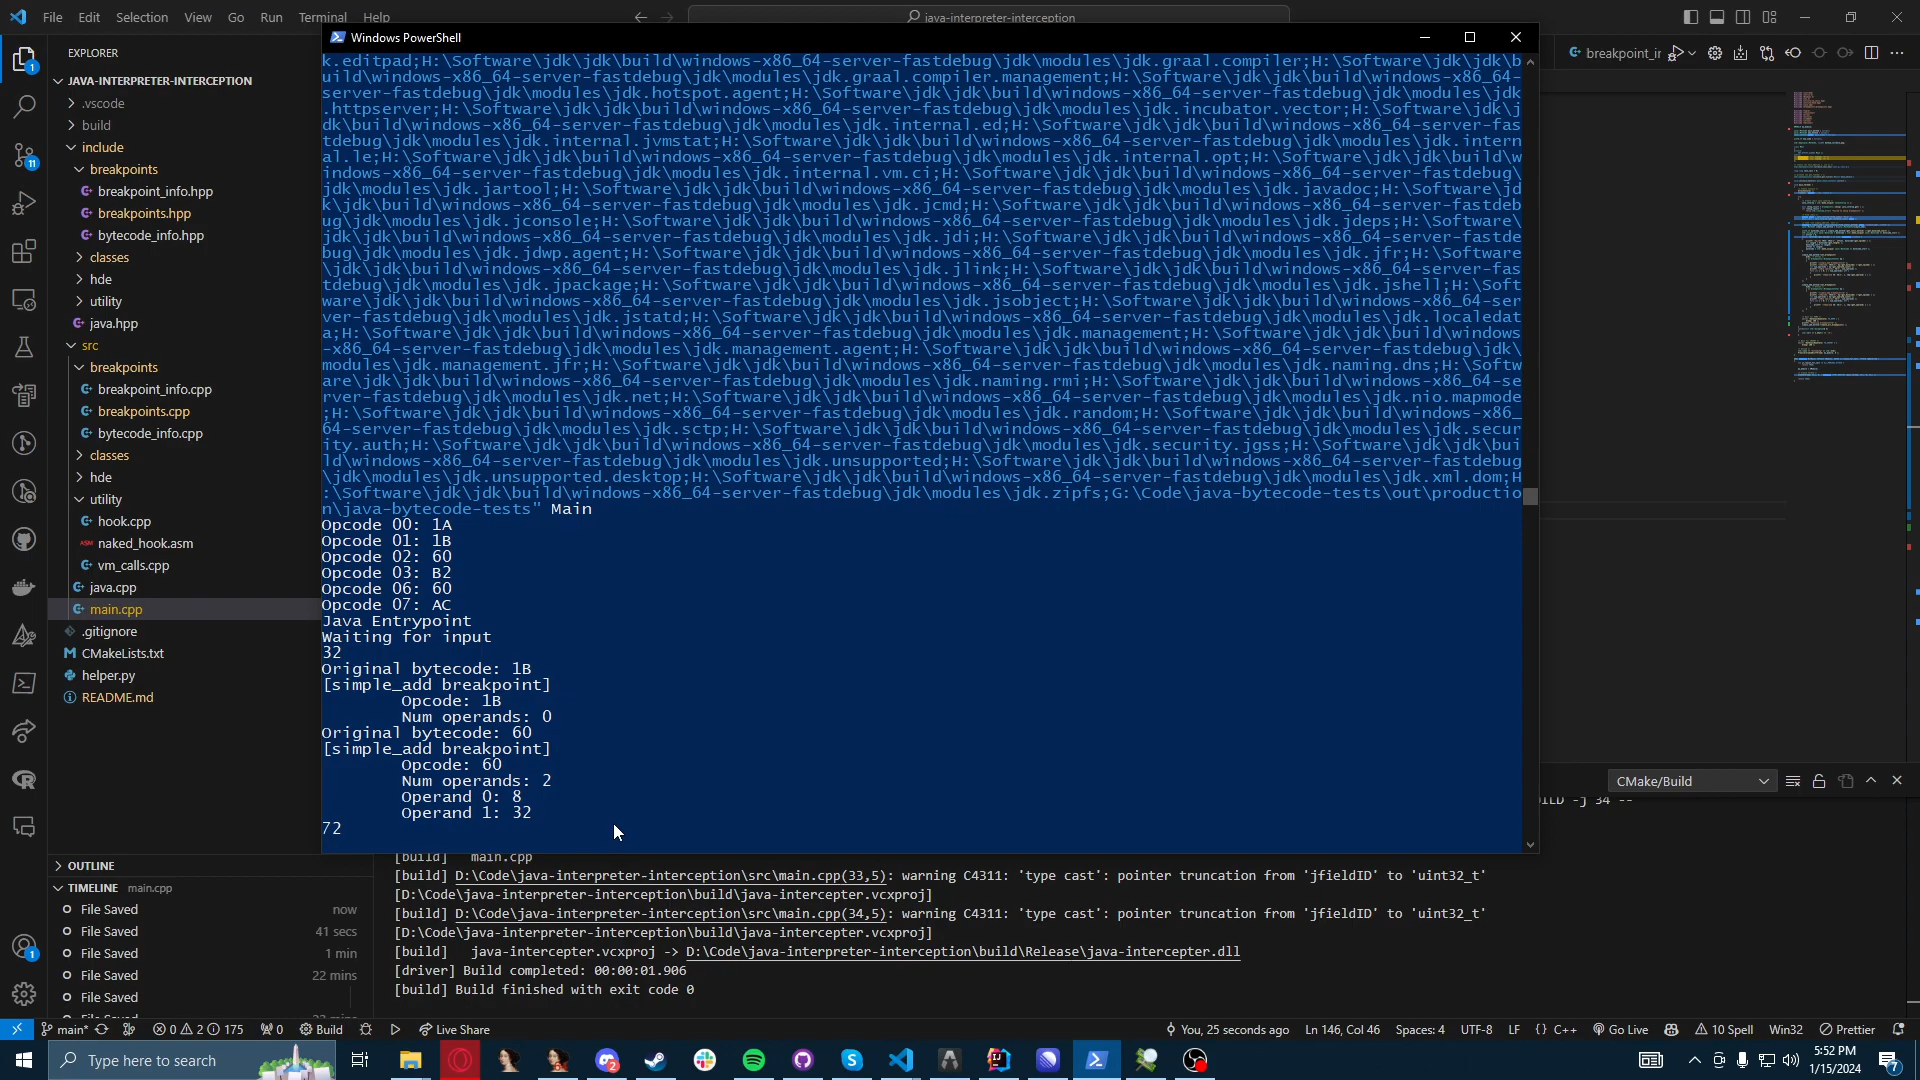 File Edit Selection View Go Run Terminal Help
java-interpreter-interception
EXPLORER
JAVA-INTERPRETER-INTERCEPTION
.vscode
build
include
breakpoints
breakpoint_info.hpp
breakpoints.hpp
bytecode_info.hpp
classes
hde
utility
java.hpp
src
breakpoints
breakpoint_info.cpp
breakpoints.cpp
bytecode_info.cpp
classes
hde
utility
hook.cpp
ASM naked_hook.asm
vm_calls.cpp
java.cpp
main.cpp
.gitignore
CMakeLists.txt
helper.py
README.md
OUTLINE
TIMELINE main.cpp
File Saved now
File Saved 41 secs
File Saved 1 min
File Saved 22 mins
File Saved
Windows PowerShell
k.editpad;H:\Software\jdk\jdk\build\windows-x86_64-server-fastdebug\jdk\modules\jdk.graal.compiler;H:\Software\jdk\jdk\b
uild\windows-x86_64-server-fastdebug\jdk\modules\jdk.graal.compiler.management;H:\Software\jdk\jdk\build\windows-x86_64-
server-fastdebug\jdk\modules\jdk.hotspot.agent;H:\Software\jdk\jdk\build\windows-x86_64-server-fastdebug\jdk\modules\jdk
.httpserver;H:\Software\jdk\jdk\build\windows-x86_64-server-fastdebug\jdk\modules\jdk.incubator.vector;H:\Software\jdk\j
dk\build\windows-x86_64-server-fastdebug\jdk\modules\jdk.internal.ed;H:\Software\jdk\jdk\build\windows-x86_64-server-fas
tdebug\jdk\modules\jdk.internal.jvmstat;H:\Software\jdk\jdk\build\windows-x86_64-server-fastdebug\jdk\modules\jdk.intern
al.le;H:\Software\jdk\jdk\build\windows-x86_64-server-fastdebug\jdk\modules\jdk.internal.opt;H:\Software\jdk\jdk\build\w
indows-x86_64-server-fastdebug\jdk\modules\jdk.internal.vm.ci;H:\Software\jdk\jdk\build\windows-x86_64-server-fastdebug\
jdk\modules\jdk.jartool;H:\Software\jdk\jdk\build\windows-x86_64-server-fastdebug\jdk\modules\jdk.javadoc;H:\Software\jd
k\jdk\build\windows-x86_64-server-fastdebug\jdk\modules\jdk.jcmd;H:\Software\jdk\jdk\build\windows-x86_64-server-fastdeb
ug\jdk\modules\jdk.jconsole;H:\Software\jdk\jdk\build\windows-x86_64-server-fastdebug\jdk\modules\jdk.jdeps;H:\Software\
jdk\jdk\build\windows-x86_64-server-fastdebug\jdk\modules\jdk.jdi;H:\Software\jdk\jdk\build\windows-x86_64-server-fastde
bug\jdk\modules\jdk.jdwp.agent;H:\Software\jdk\jdk\build\windows-x86_64-server-fastdebug\jdk\modules\jdk.jfr;H:\Software
\jdk\jdk\build\windows-x86_64-server-fastdebug\jdk\modules\jdk.jlink;H:\Software\jdk\jdk\build\windows-x86_64-server-fas
tdebug\jdk\modules\jdk.jpackage;H:\Software\jdk\jdk\build\windows-x86_64-server-fastdebug\jdk\modules\jdk.jshell;H:\Soft
ware\jdk\jdk\build\windows-x86_64-server-fastdebug\jdk\modules\jdk.jsobject;H:\Software\jdk\jdk\build\windows-x86_64-ser
ver-fastdebug\jdk\modules\jdk.jstatd;H:\Software\jdk\jdk\build\windows-x86_64-server-fastdebug\jdk\modules\jdk.localedat
a;H:\Software\jdk\jdk\build\windows-x86_64-server-fastdebug\jdk\modules\jdk.management;H:\Software\jdk\jdk\build\windows
-x86_64-server-fastdebug\jdk\modules\jdk.management.agent;H:\Software\jdk\jdk\build\windows-x86_64-server-fastdebug\jdk\
modules\jdk.management.jfr;H:\Software\jdk\jdk\build\windows-x86_64-server-fastdebug\jdk\modules\jdk.naming.dns;H:\Softw
are\jdk\jdk\build\windows-x86_64-server-fastdebug\jdk\modules\jdk.naming.rmi;H:\Software\jdk\jdk\build\windows-x86_64-se
rver-fastdebug\jdk\modules\jdk.net;H:\Software\jdk\jdk\build\windows-x86_64-server-fastdebug\jdk\modules\jdk.nio.mapmode
;H:\Software\jdk\jdk\build\windows-x86_64-server-fastdebug\jdk\modules\jdk.random;H:\Software\jdk\jdk\build\windows-x86_
64-server-fastdebug\jdk\modules\jdk.sctp;H:\Software\jdk\jdk\build\windows-x86_64-server-fastdebug\jdk\modules\jdk.secur
ity.auth;H:\Software\jdk\jdk\build\windows-x86_64-server-fastdebug\jdk\modules\jdk.security.jgss;H:\Software\jdk\jdk\bui
ld\windows-x86_64-server-fastdebug\jdk\modules\jdk.unsupported;H:\Software\jdk\jdk\build\windows-x86_64-server-fastdebug
\jdk\modules\jdk.unsupported.desktop;H:\Software\jdk\jdk\build\windows-x86_64-server-fastdebug\jdk\modules\jdk.xml.dom;H
:\Software\jdk\jdk\build\windows-x86_64-server-fastdebug\jdk\modules\jdk.zipfs;G:\Code\java-bytecode-tests\out\productio
n\java-bytecode-tests" Main
Opcode 00: 1A
Opcode 01: 1B
Opcode 02: 60
Opcode 03: B2
Opcode 06: 60
Opcode 07: AC
Java Entrypoint
Waiting for input
32
Original bytecode: 1B
[simple_add breakpoint]
Opcode: 1B
Num operands: 0
Original bytecode: 60
[simple_add breakpoint]
Opcode: 60
Num operands: 2
Operand 0: 8
Operand 1: 32
72
breakpoint_ir
CMake/Build
ILD -j 34 --
[build] main.cpp
[build] D:\Code\java-interpreter-interception\src\main.cpp(33,5): warning C4311: 'type cast': pointer truncation from 'jfieldID' to 'uint32_t'
[D:\Code\java-interpreter-interception\build\java-intercepter.vcxproj]
[build] D:\Code\java-interpreter-interception\src\main.cpp(34,5): warning C4311: 'type cast': pointer truncation from 'jfieldID' to 'uint32_t'
[D:\Code\java-interpreter-interception\build\java-intercepter.vcxproj]
[build] java-intercepter.vcxproj -> D:\Code\java-interpreter-interception\build\Release\java-intercepter.dll
[driver] Build completed: 00:00:01.906
[build] Build finished with exit code 0
main* 0 2 175 0 Build Live Share You, 25 seconds ago Ln 146, Col 46 Spaces: 4 UTF-8 LF {} C++ Go Live 10 Spell Win32 Prettier
Type here to search
5:52 PM
1/15/2024